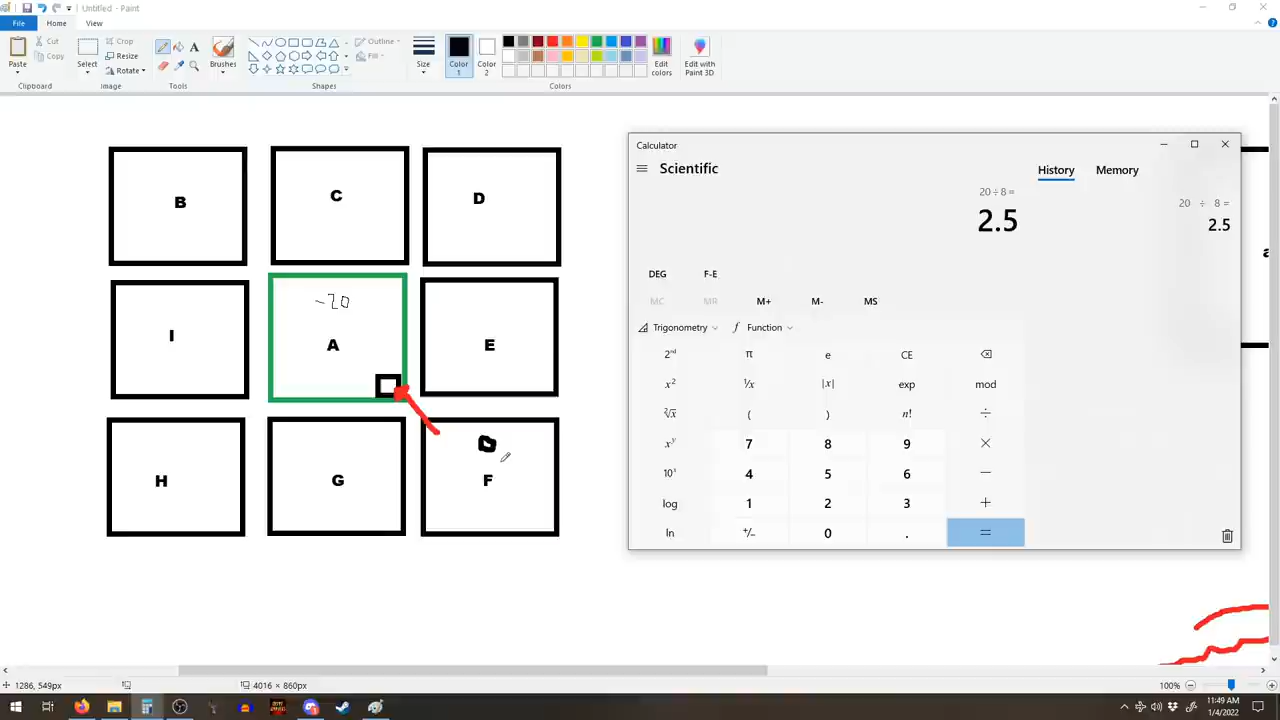 Untitled - Paint
File Home View
Paste
Cut
Copy
Clipboard
Select
Crop
Resize
Rotate
Image
Tools
Brushes
Shapes
Outline
Fill
Size
Color 1
Color 2
Edit colors
Edit with Paint 3D
Colors
B C D
I A E
-20
H G F
Calculator
Scientific
History Memory
20 ÷ 8 =
2.5
20 ÷ 8 =
2.5
DEG F-E
MC MR M+ M- MS
Trigonometry Function
2nd π e CE
x² ¹/x |x| exp mod
²√x ( ) n! ÷
xʸ 7 8 9 ×
10ˣ 4 5 6 −
log 1 2 3 +
ln +/− 0 . =
a
1286, 549px
4016 × 860px
100%
11:49 AM
1/4/2022